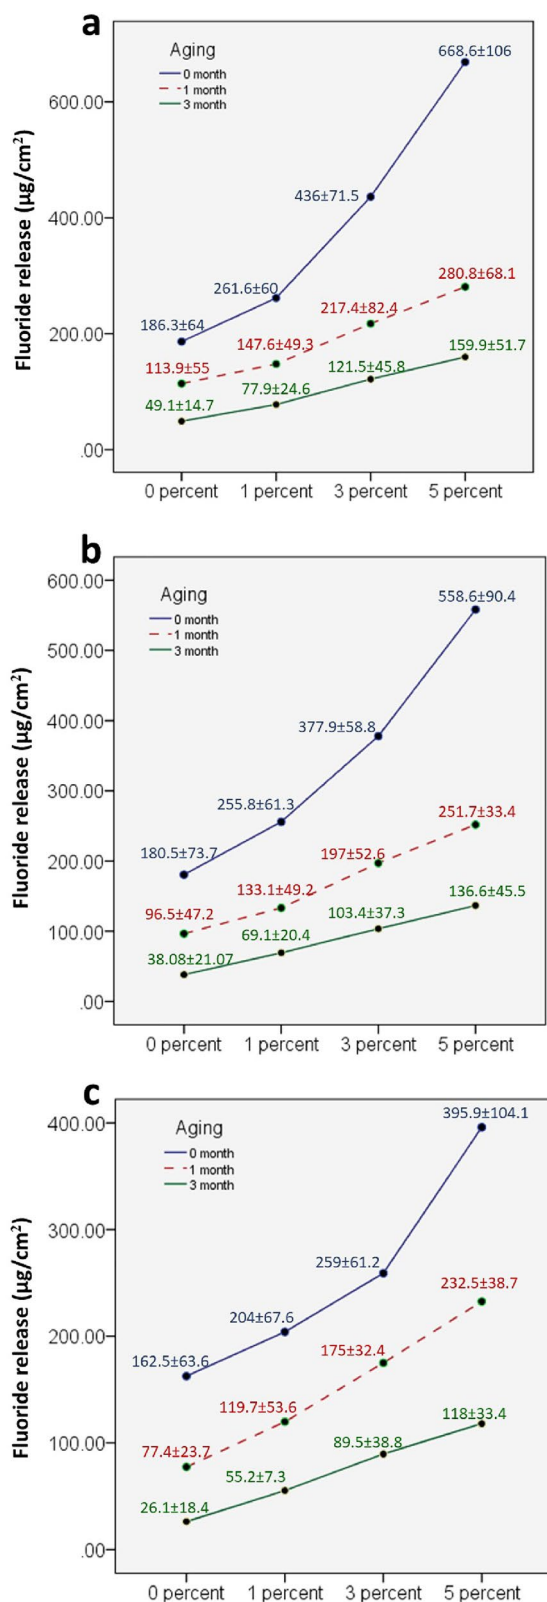 a
Aging
0 month
1 month
3 month
Fluoride release (µg/cm²)
600.00
400.00
200.00
.00
668.6±106
436±71.5
261.6±60
186.3±64
280.8±68.1
217.4±82.4
147.6±49.3
113.9±55
159.9±51.7
121.5±45.8
77.9±24.6
49.1±14.7
0 percent 1 percent 3 percent 5 percent
b
Aging
0 month
1 month
3 month
Fluoride release (µg/cm²)
600.00
500.00
400.00
300.00
200.00
100.00
.00
558.6±90.4
377.9±58.8
255.8±61.3
180.5±73.7
251.7±33.4
197±52.6
133.1±49.2
96.5±47.2
136.6±45.5
103.4±37.3
69.1±20.4
38.08±21.07
0 percent 1 percent 3 percent 5 percent
c
Aging
0 month
1 month
3 month
Fluoride release (µg/cm²)
400.00
300.00
200.00
100.00
.00
395.9±104.1
259±61.2
204±67.6
162.5±63.6
232.5±38.7
175±32.4
119.7±53.6
77.4±23.7
118±33.4
89.5±38.8
55.2±7.3
26.1±18.4
0 percent 1 percent 3 percent 5 percent